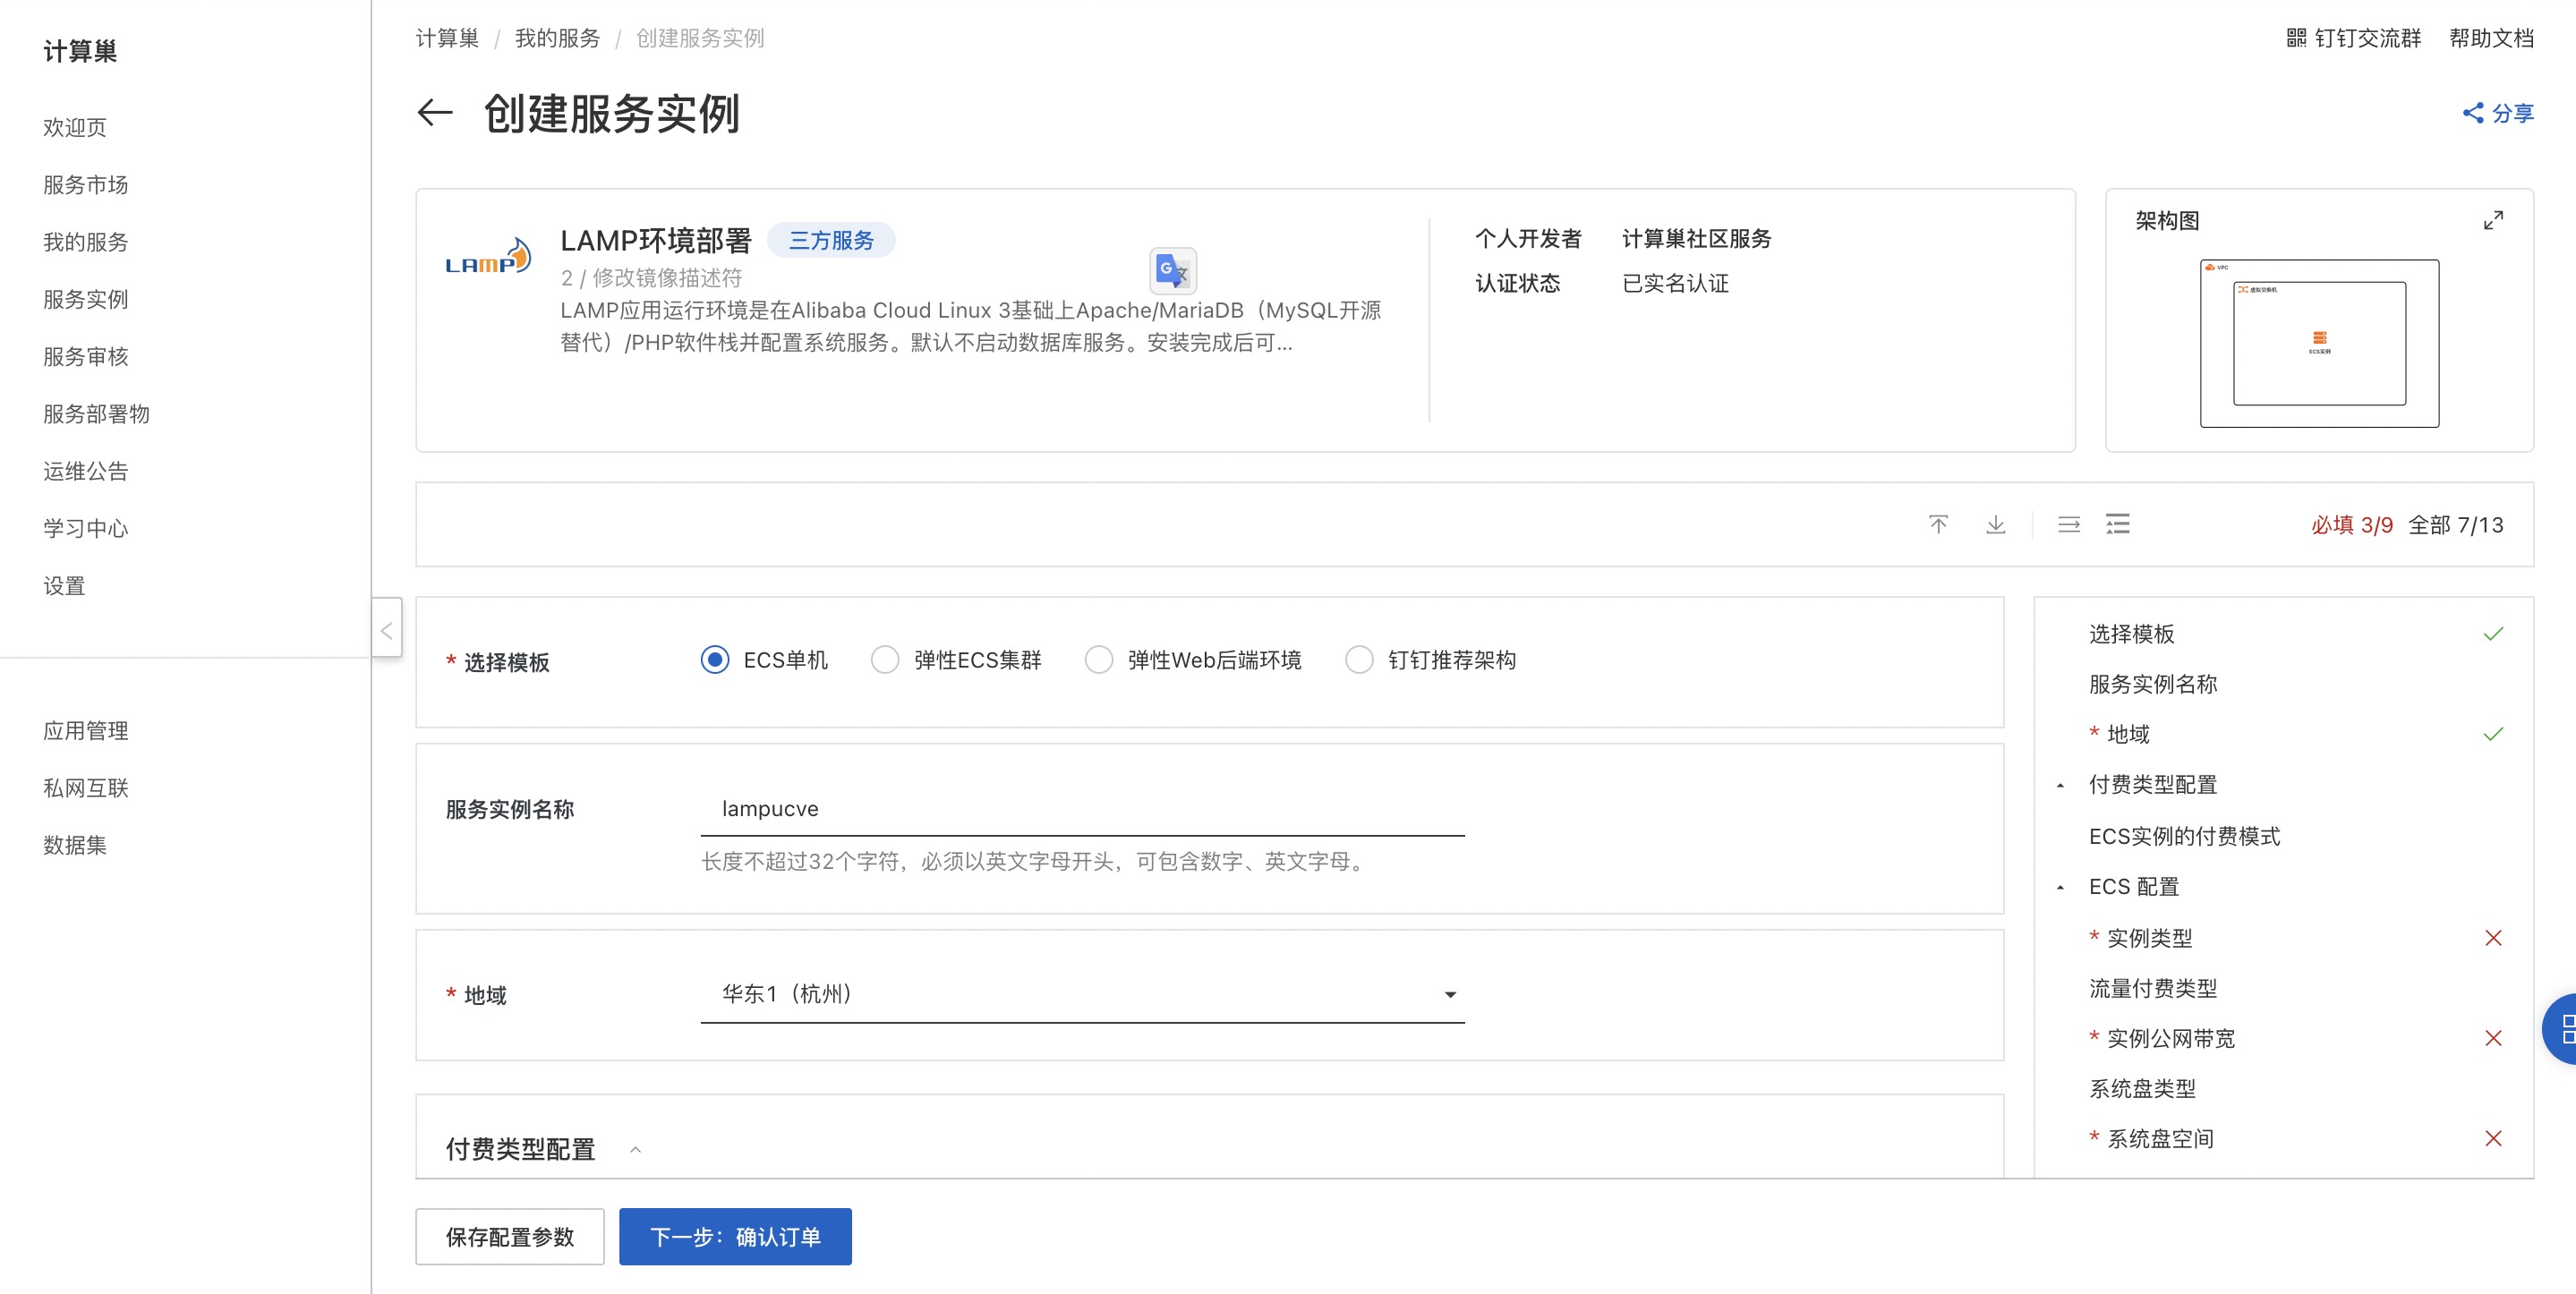 计算巢
欢迎页
服务市场
我的服务
服务实例
服务审核
服务部署物
运维公告
学习中心
设置
应用管理
私网互联
数据集
计算巢 / 我的服务 / 创建服务实例
钉钉交流群 帮助文档
创建服务实例
分享
LAMP
LAMP环境部署 三方服务
2 / 修改镜像描述符
LAMP应用运行环境是在Alibaba Cloud Linux 3基础上Apache/MariaDB（MySQL开源
替代）/PHP软件栈并配置系统服务。默认不启动数据库服务。安装完成后可...
G 文
个人开发者 计算巢社区服务
认证状态 已实名认证
架构图
VPC
虚拟交换机
ECS实例
必填 3/9 全部 7/13
* 选择模板 ECS单机 弹性ECS集群 弹性Web后端环境 钉钉推荐架构
服务实例名称 lampucve
长度不超过32个字符，必须以英文字母开头，可包含数字、英文字母。
* 地域 华东1（杭州）
付费类型配置
选择模板
服务实例名称
* 地域
付费类型配置
ECS实例的付费模式
ECS 配置
* 实例类型
流量付费类型
* 实例公网带宽
系统盘类型
* 系统盘空间
保存配置参数 下一步：确认订单